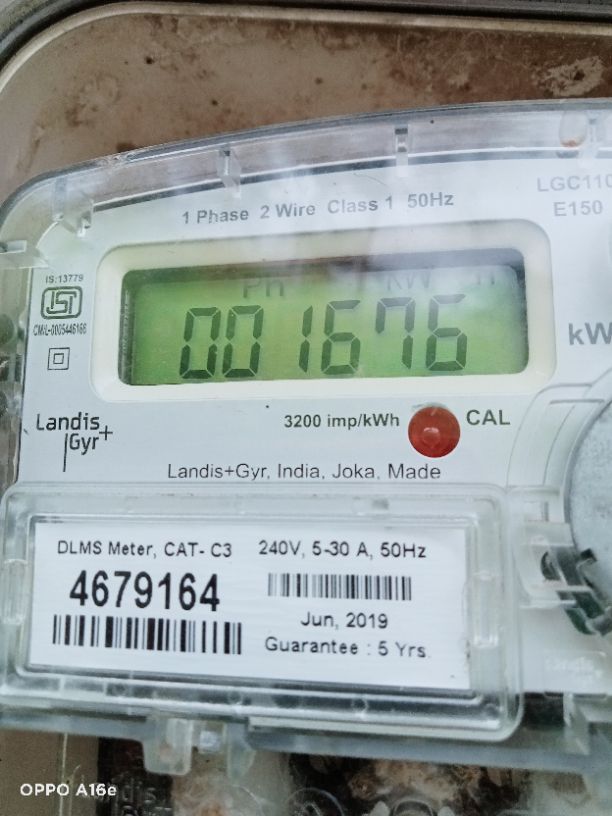 LGC110
1 Phase 2 Wire Class 1 50Hz
E150
IS:13779
ISI
CM/L-0005446166
001676
kW
Landis
Gyr+
3200 imp/kWh
CAL
Landis+Gyr, India, Joka, Made
DLMS Meter, CAT- C3
240V, 5-30 A, 50Hz
4679164
Jun, 2019
Guarantee : 5 Yrs.
OPPO A16e